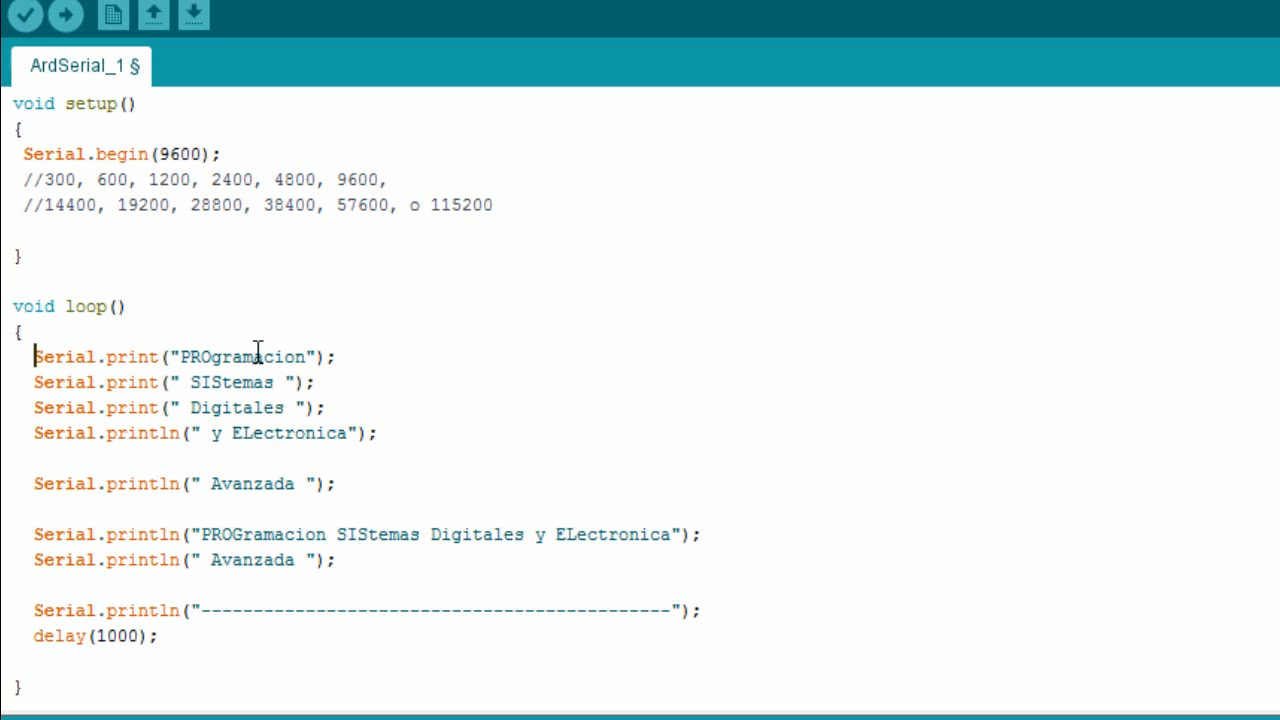 ArdSerial_1 §
void setup()
{
Serial.begin(9600);
//300, 600, 1200, 2400, 4800, 9600,
//14400, 19200, 28800, 38400, 57600, o 115200
}
void loop()
{
Serial.print("PROgramacion");
Serial.print(" SIStemas ");
Serial.print(" Digitales ");
Serial.println(" y ELectronica");
Serial.println(" Avanzada ");
Serial.println("PROGramacion SIStemas Digitales y ELectronica");
Serial.println(" Avanzada ");
Serial.println("---------------------------------------------");
delay(1000);
}